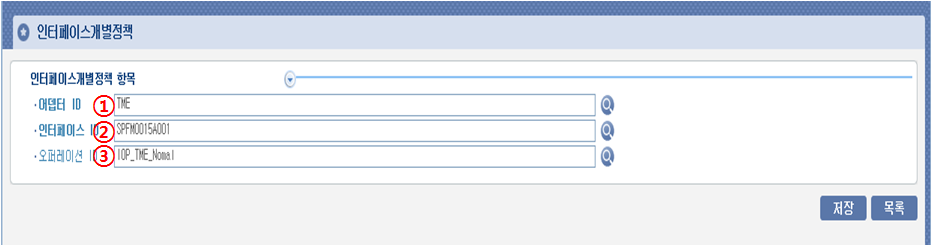 인터페이스개별정책
인터페이스개별정책 항목
·어뎁터 ID ① TME
·인터페이스 ID ② SPFM0015A001
·오퍼레이션 ID ③ IOP_TME_Nomal
저장 목록